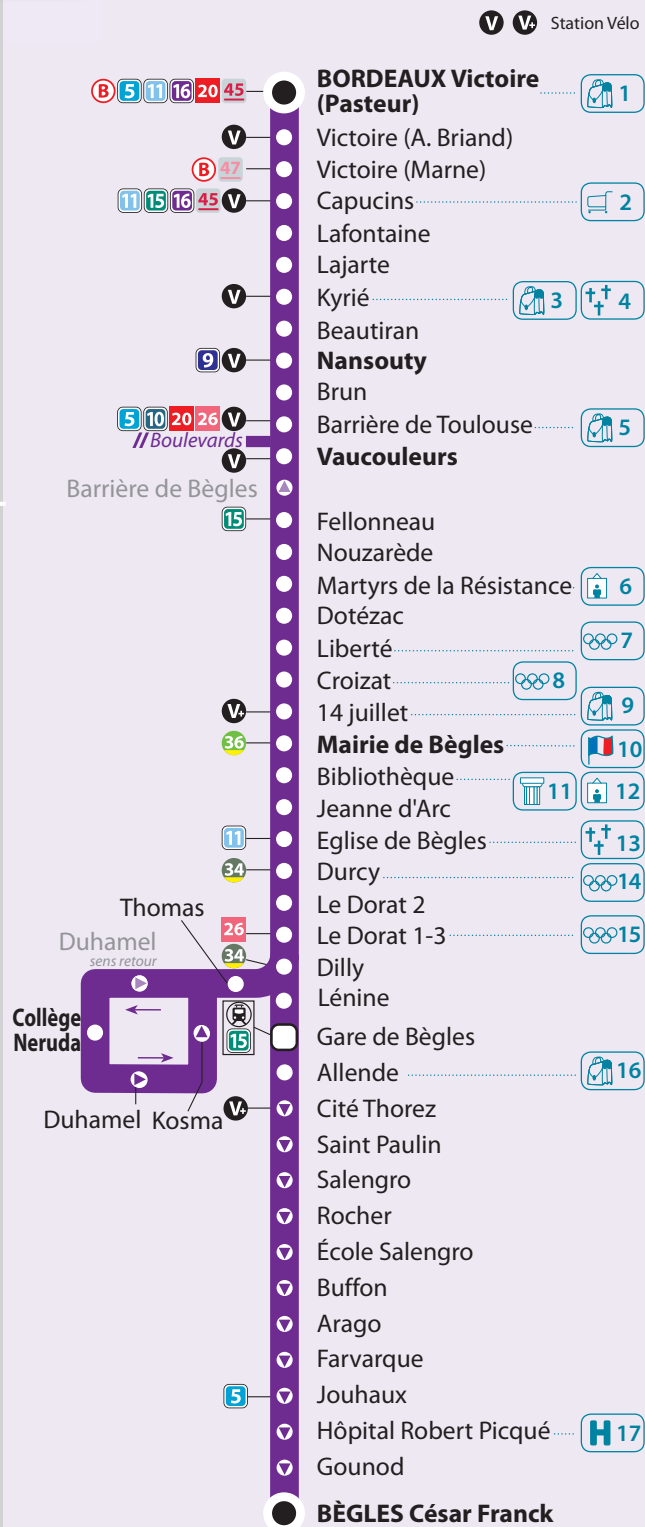 V V+ Station Vélo
B 5 11 16 20 45 BORDEAUX Victoire
(Pasteur) 1
V Victoire (A. Briand)
B 47 Victoire (Marne)
11 15 16 45 V Capucins 2
Lafontaine
Lajarte
V Kyrié 3 4
Beautiran
9 V Nansouty
Brun
5 10 20 26 V Barrière de Toulouse 5
// Boulevards
V Vaucouleurs
Barrière de Bègles
15 Fellonneau
Nouzarède
Martyrs de la Résistance 6
Dotézac
Liberté 7
Croizat 8
V+ 14 juillet 9
36 Mairie de Bègles 10
Bibliothèque 11 12
Jeanne d'Arc
11 Eglise de Bègles 13
34 Durcy 14
Le Dorat 2
Thomas
26 Le Dorat 1-3 15
Duhamel
sens retour
34 Dilly
Lénine
Collège
Neruda
15 Gare de Bègles
Allende 16
Duhamel Kosma
V+ Cité Thorez
Saint Paulin
Salengro
Rocher
École Salengro
Buffon
Arago
Farvarque
5 Jouhaux
Hôpital Robert Picqué H 17
Gounod
BÈGLES César Franck